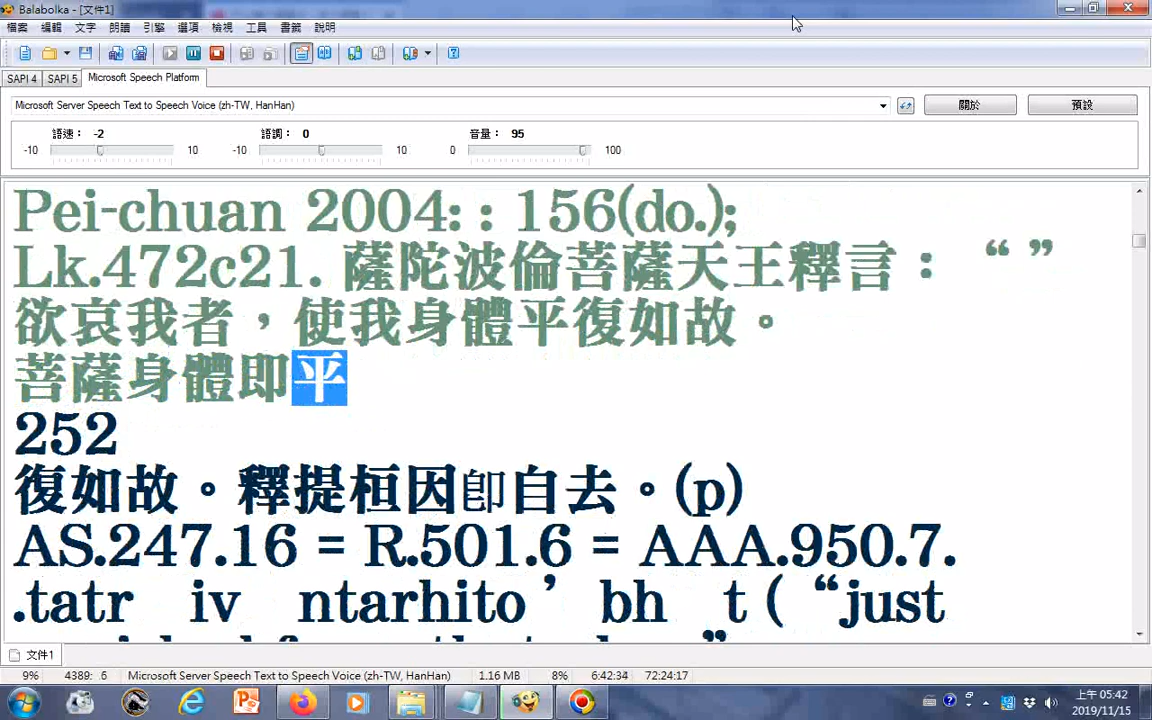 Balabolka - [文件1]
檔案 編輯 文字 朗讀 引擎 選項 檢視 工具 書籤 說明
SAPI 4 SAPI 5 Microsoft Speech Platform
Microsoft Server Speech Text to Speech Voice (zh-TW, HanHan) 關於 預設
語速： -2 語調： 0 音量： 95
-10 10 -10 10 0 100
Pei-chuan 2004: : 156(do.);
Lk.472c21. 薩陀波倫菩薩天王釋言：“ ”
欲哀我者，使我身體平復如故。
菩薩身體即平
252
復如故。釋提桓因卽自去。(p)
AS.247.16 = R.501.6 = AAA.950.7.
.tatr iv ntarhito’ bh t ( “just
文件1
9% 4389: 6 Microsoft Server Speech Text to Speech Voice (zh-TW, HanHan) 1.16 MB 8% 6:42:34 72:24:17
上午 05:42
2019/11/15